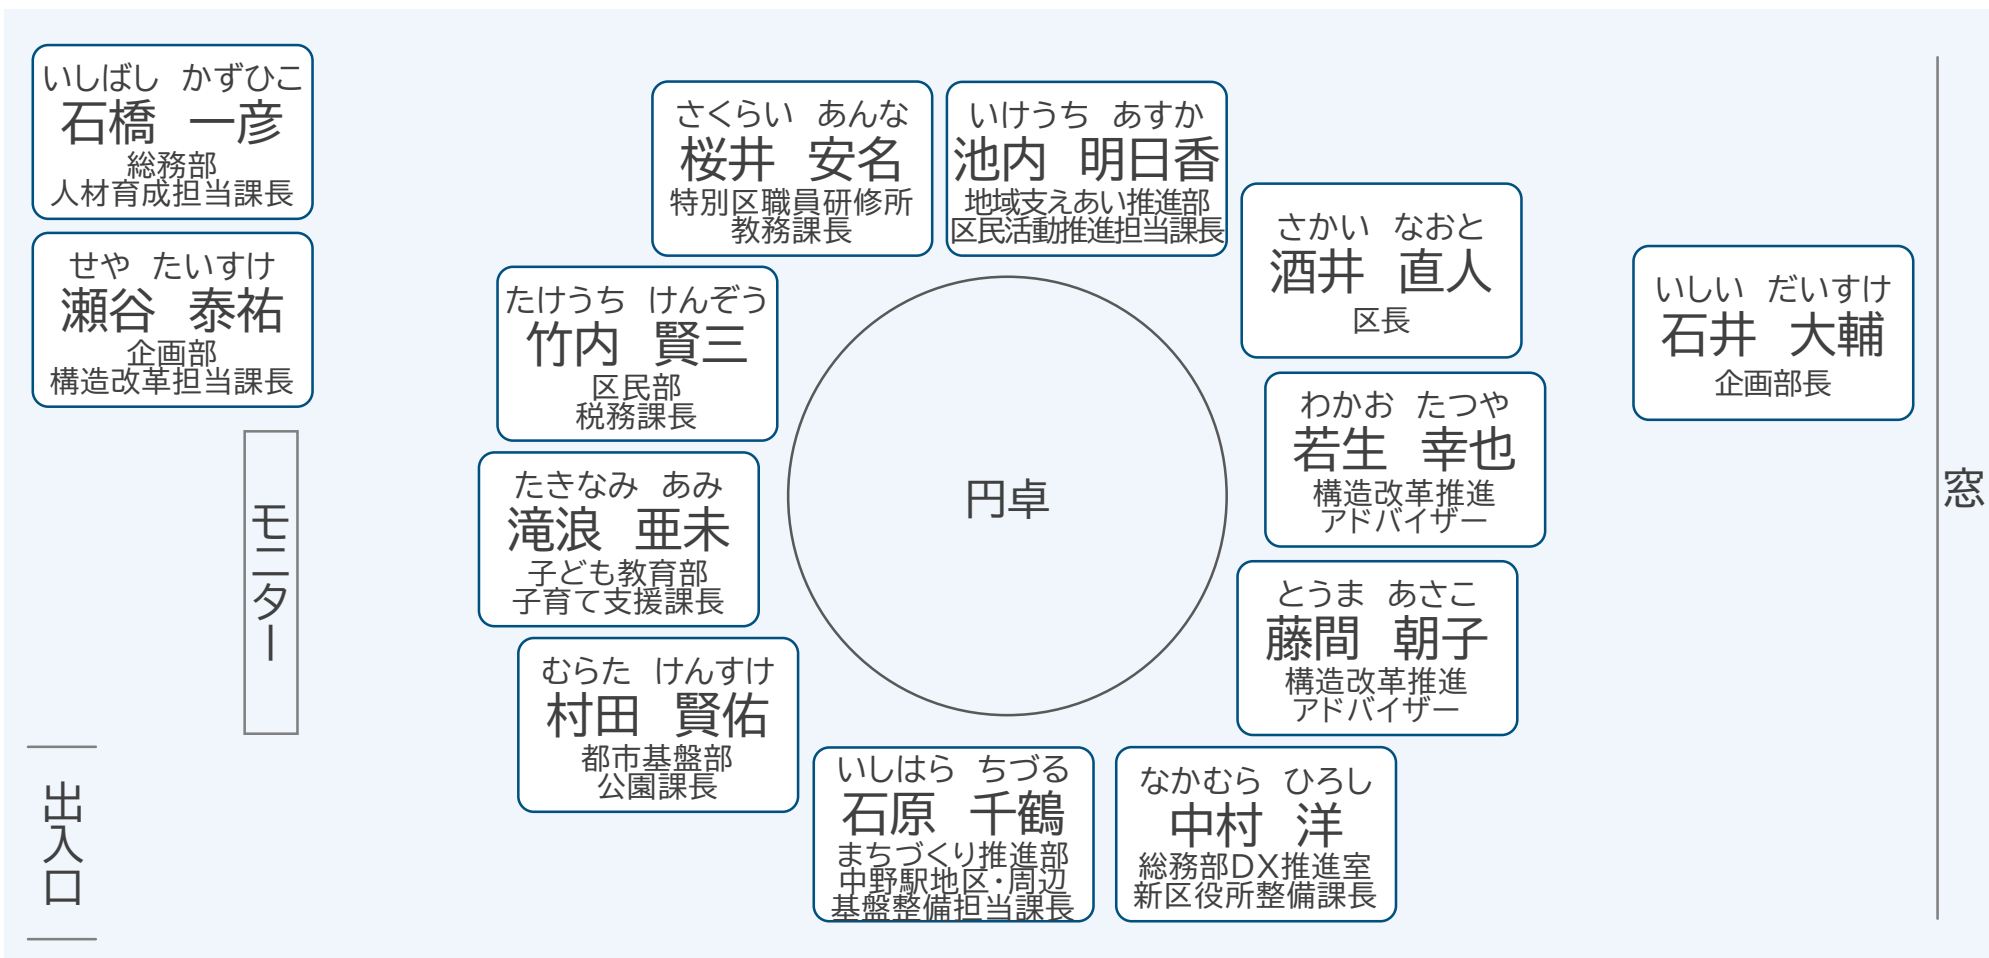 いしばし かずひこ
石橋 一彦
総務部
人材育成担当課長
せや たいすけ
瀬谷 泰祐
企画部
構造改革担当課長
モニター
出入口
さくらい あんな
桜井 安名
特別区職員研修所
教務課長
いけうち あすか
池内 明日香
地域支えあい推進部
区民活動推進担当課長
たけうち けんぞう
竹内 賢三
区民部
税務課長
たきなみ あみ
滝浪 亜未
子ども教育部
子育て支援課長
むらた けんすけ
村田 賢佑
都市基盤部
公園課長
円卓
いしはら ちづる
石原 千鶴
まちづくり推進部
中野駅地区・周辺
基盤整備担当課長
なかむら ひろし
中村 洋
総務部DX推進室
新区役所整備課長
さかい なおと
酒井 直人
区長
わかお たつや
若生 幸也
構造改革推進
アドバイザー
とうま あさこ
藤間 朝子
構造改革推進
アドバイザー
いしい だいすけ
石井 大輔
企画部長
窓